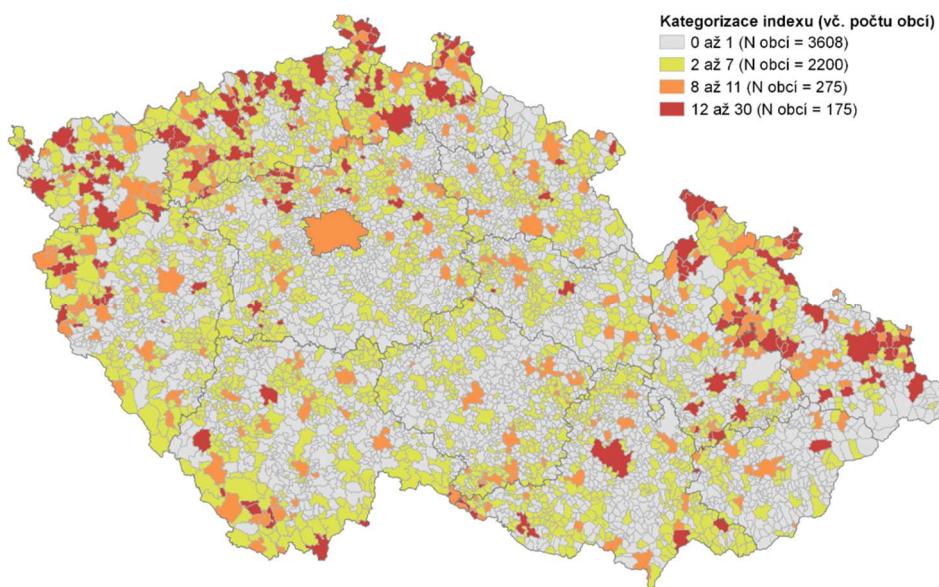 Kategorizace indexu (vč. počtu obcí)
0 až 1 (N obcí = 3608)
2 až 7 (N obcí = 2200)
8 až 11 (N obcí = 275)
12 až 30 (N obcí = 175)